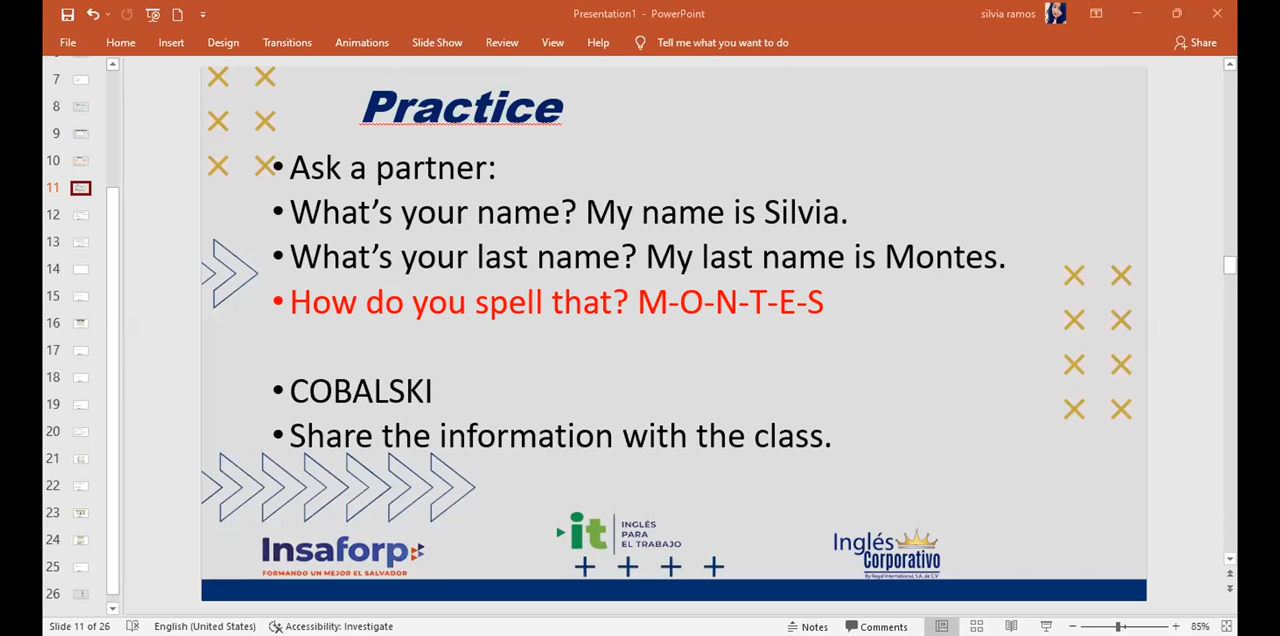 Presentation1 - PowerPoint
silvia ramos
File
Home
Insert
Design
Transitions
Animations
Slide Show
Review
View
Help
Tell me what you want to do
Share
7
8
9
10
11
12
13
14
15
16
17
18
19
20
21
22
23
24
25
26
Practice
• Ask a partner:
• What's your name? My name is Silvia.
• What's your last name? My last name is Montes.
• How do you spell that? M-O-N-T-E-S
• COBALSKI
• Share the information with the class.
Insaforp
FORMANDO UN MEJOR EL SALVADOR
it
INGLÉS
PARA
EL TRABAJO
Inglés
Corporativo
By Regal International, S.A. de C.V
Slide 11 of 26
English (United States)
Accessibility: Investigate
Notes
Comments
85%